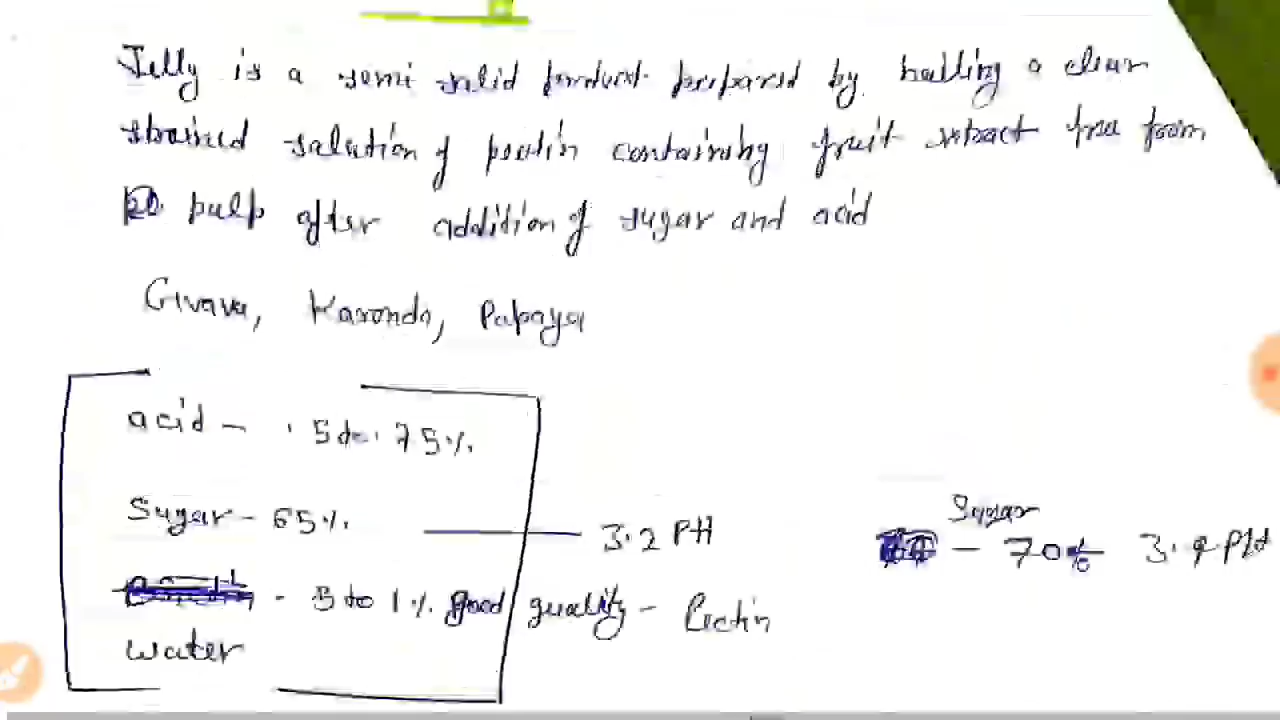 Jelly is a semi solid product prepared by boiling a clear
strained solution of pectin containing fruit extract free from
pulp after addition of sugar and acid
Guava, Karonda, Papaya
acid - .5 to .75%
Sugar - 65% 3.2 PH
- 5 to 1% good quality - Pectin
water
Sugar
- 70% 3.4 PH